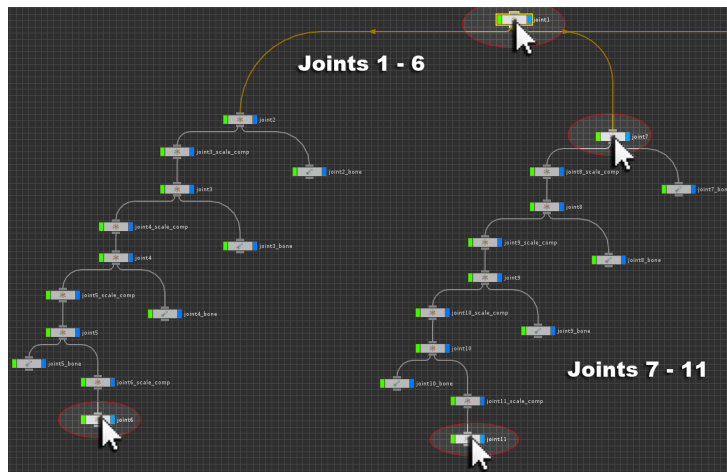 joint1
Joints 1 - 6
joint2
joint7
joint3_scale_comp
joint2_bone
joint8_scale_comp
joint3
joint7_bone
joint8
joint4_scale_comp
joint3_bone
joint9_scale_comp
joint4
joint8_bone
joint9
joint5_scale_comp
joint4_bone
joint10_scale_comp
joint5
joint9_bone
joint10
joint5_bone
Joints 7 - 11
joint6_scale_comp
joint10_bone
joint11_scale_comp
joint6
joint11